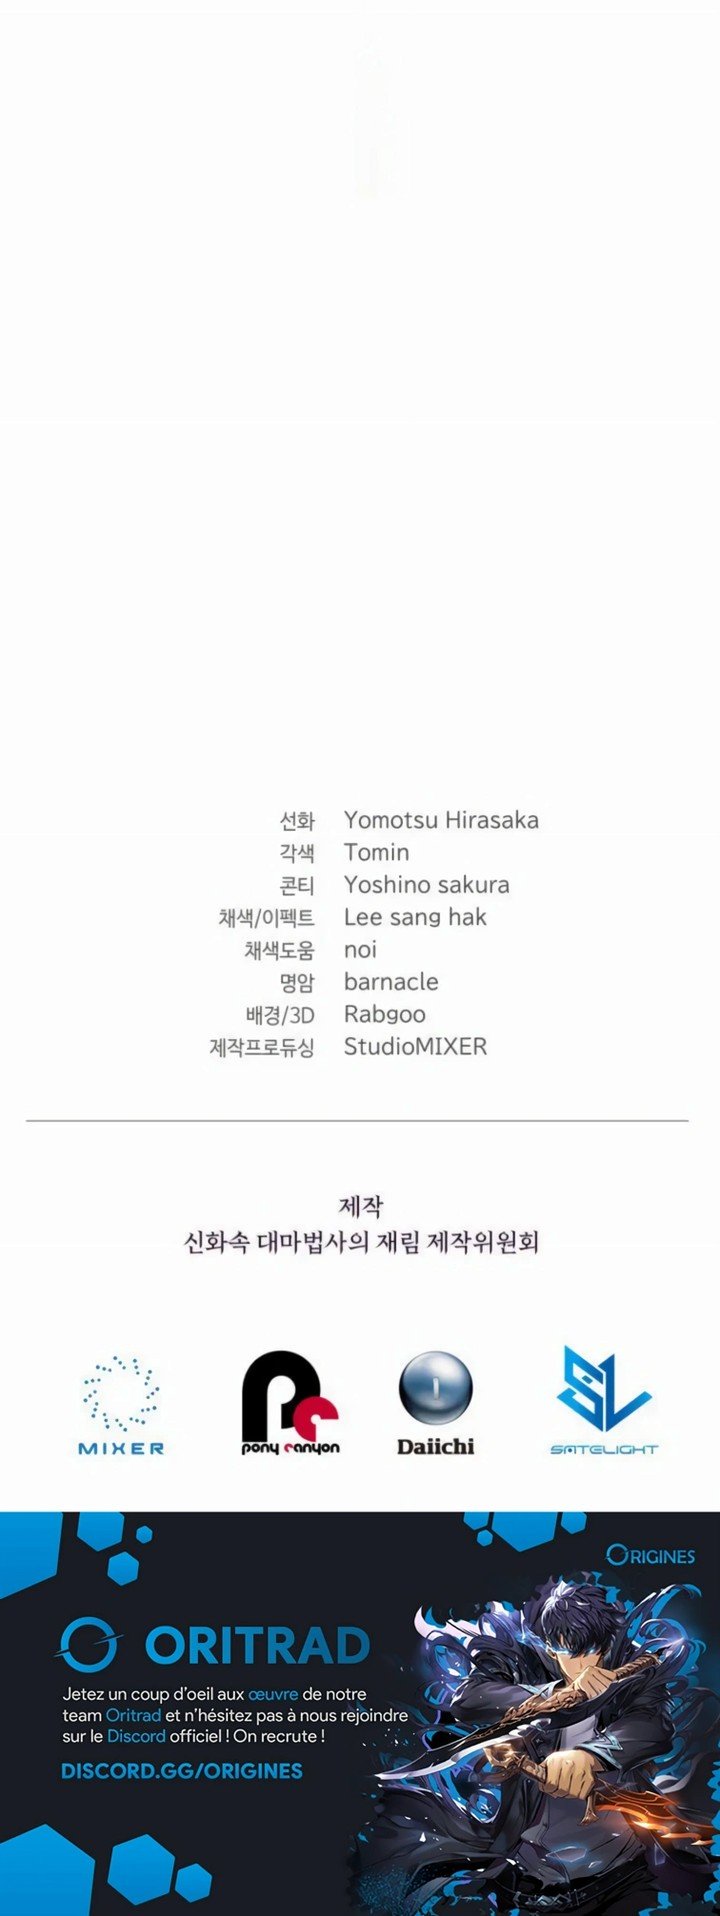 선화 Yomotsu Hirasaka
각색 Tomin
콘티 Yoshino sakura
채색/이펙트 Lee sang hak
채색도움 noi
명암 barnacle
배경/3D Rabgoo
제작프로듀싱 StudioMIXER
제작
신화속 대마법사의 재림 제작위원회
MIXER
pony canyon
Daiichi
SATELIGHT
ORIGINES
ORITRAD
Jetez un coup d'oeil aux œuvre de notre
team Oritrad et n'hésitez pas à nous rejoindre
sur le Discord officiel ! On recrute !
DISCORD.GG/ORIGINES